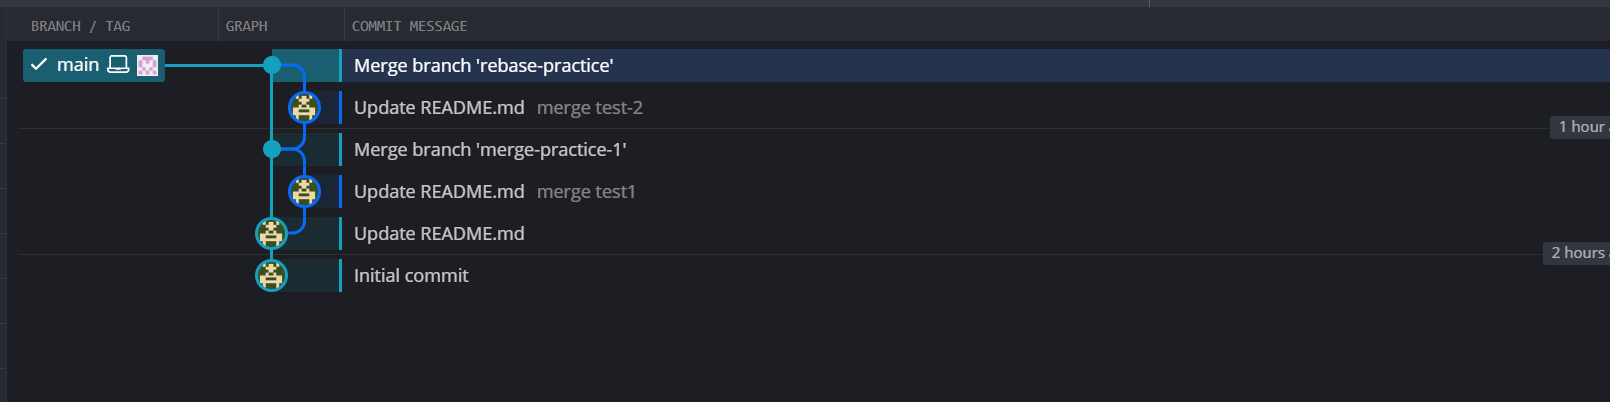 BRANCH / TAG GRAPH COMMIT MESSAGE
main Merge branch 'rebase-practice'
Update README.md merge test-2
1 hour
Merge branch 'merge-practice-1'
Update README.md merge test1
Update README.md
2 hours
Initial commit